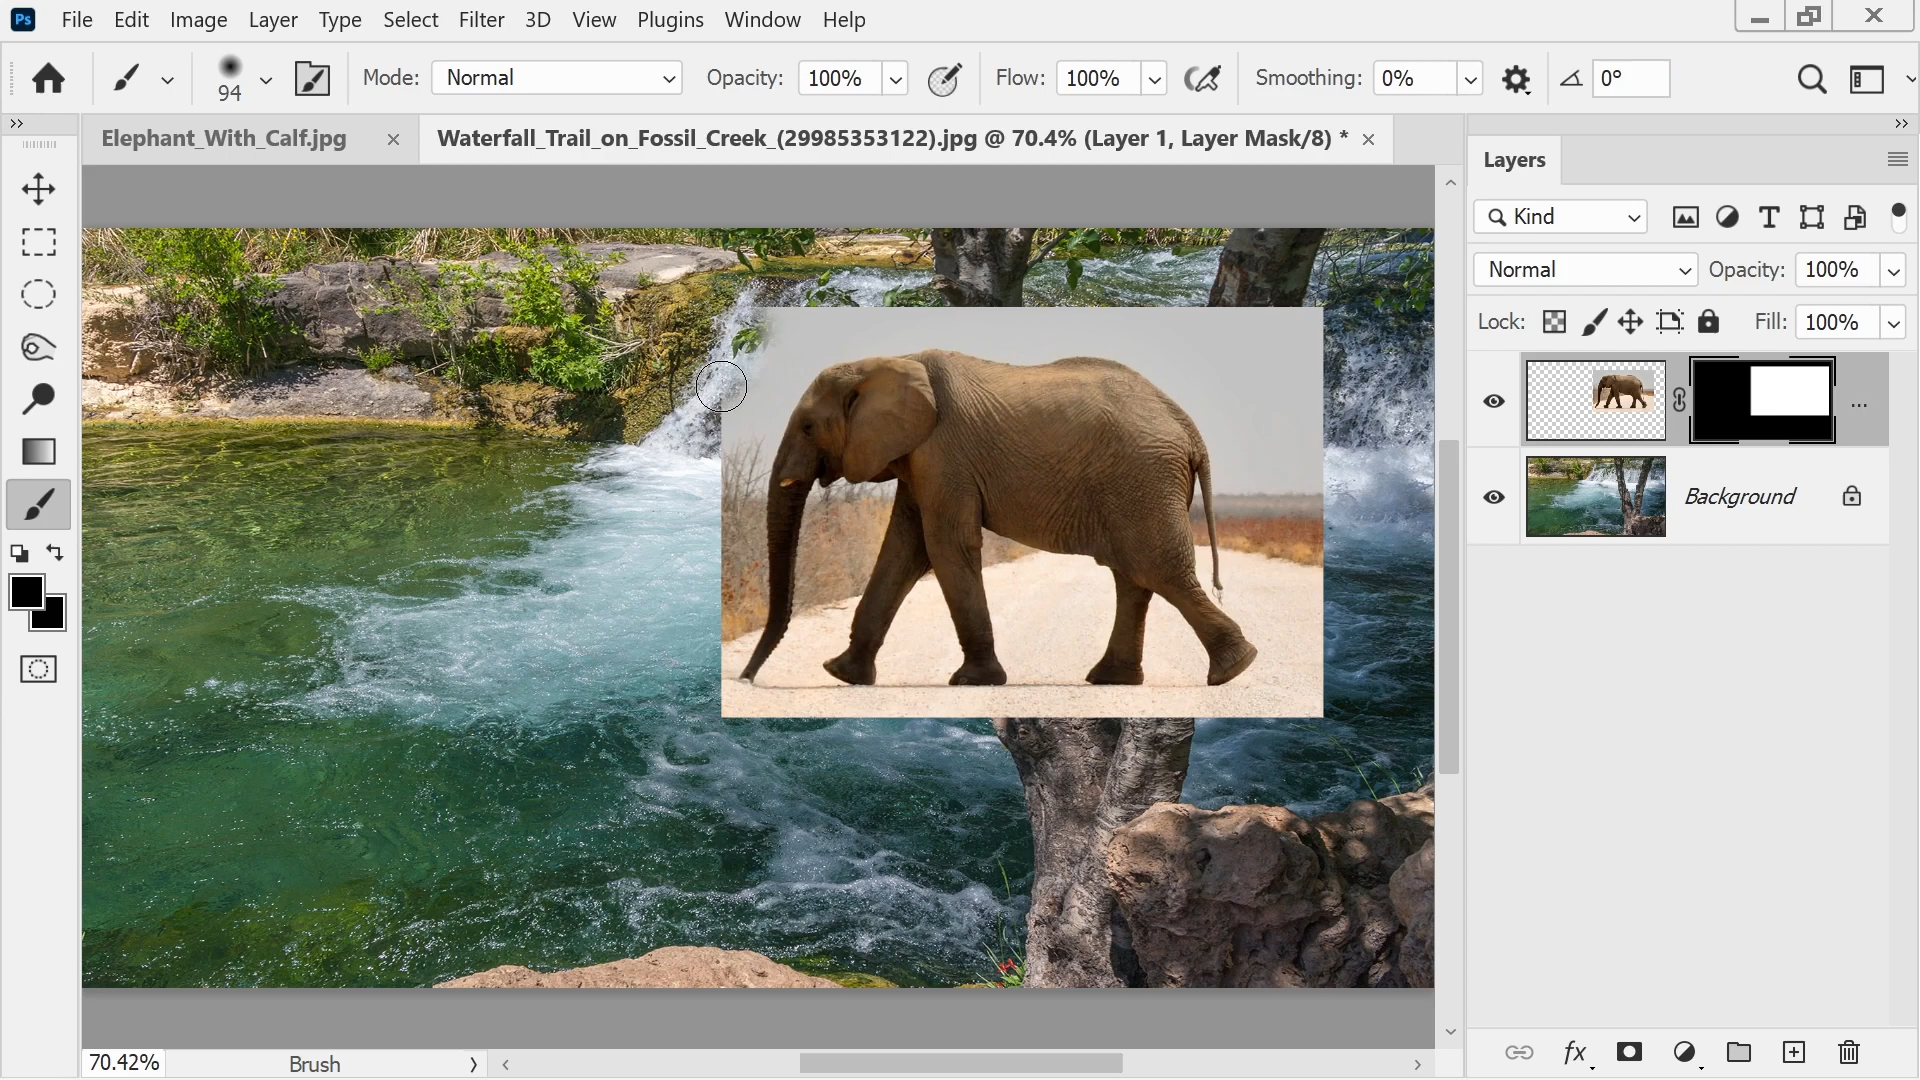 Ps File Edit Image Layer Type Select Filter 3D View Plugins Window Help
94 Mode: Normal Opacity: 100% Flow: 100% Smoothing: 0% 0°
Elephant_With_Calf.jpg Waterfall_Trail_on_Fossil_Creek_(29985353122).jpg @ 70.4% (Layer 1, Layer Mask/8) *
Layers
Kind
Normal Opacity: 100%
Lock: Fill: 100%
...
Background
fx
70.42% Brush